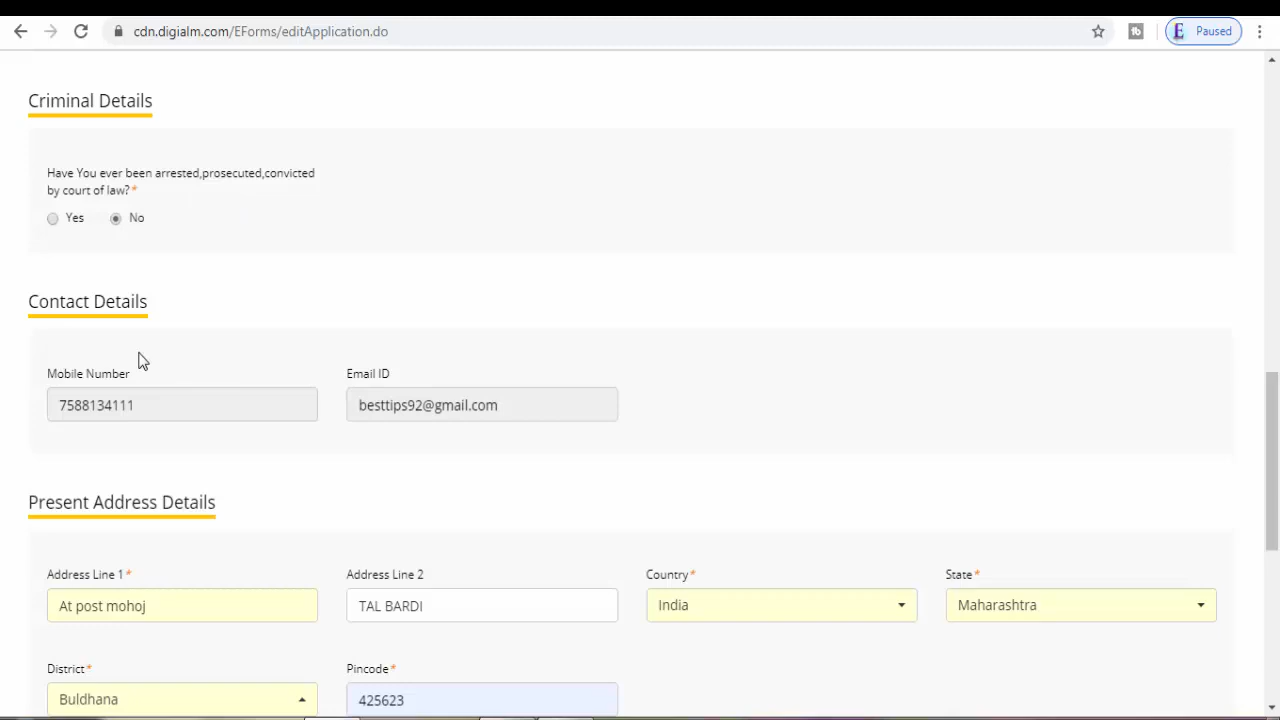 cdn.digialm.com/EForms/editApplication.do
E Paused
Criminal Details
Have You ever been arrested,prosecuted,convicted
by court of law?*
Yes No
Contact Details
Mobile Number Email ID
7588134111 besttips92@gmail.com
Present Address Details
Address Line 1* Address Line 2 Country* State*
At post mohoj TAL BARDI India Maharashtra
District* Pincode*
Buldhana 425623